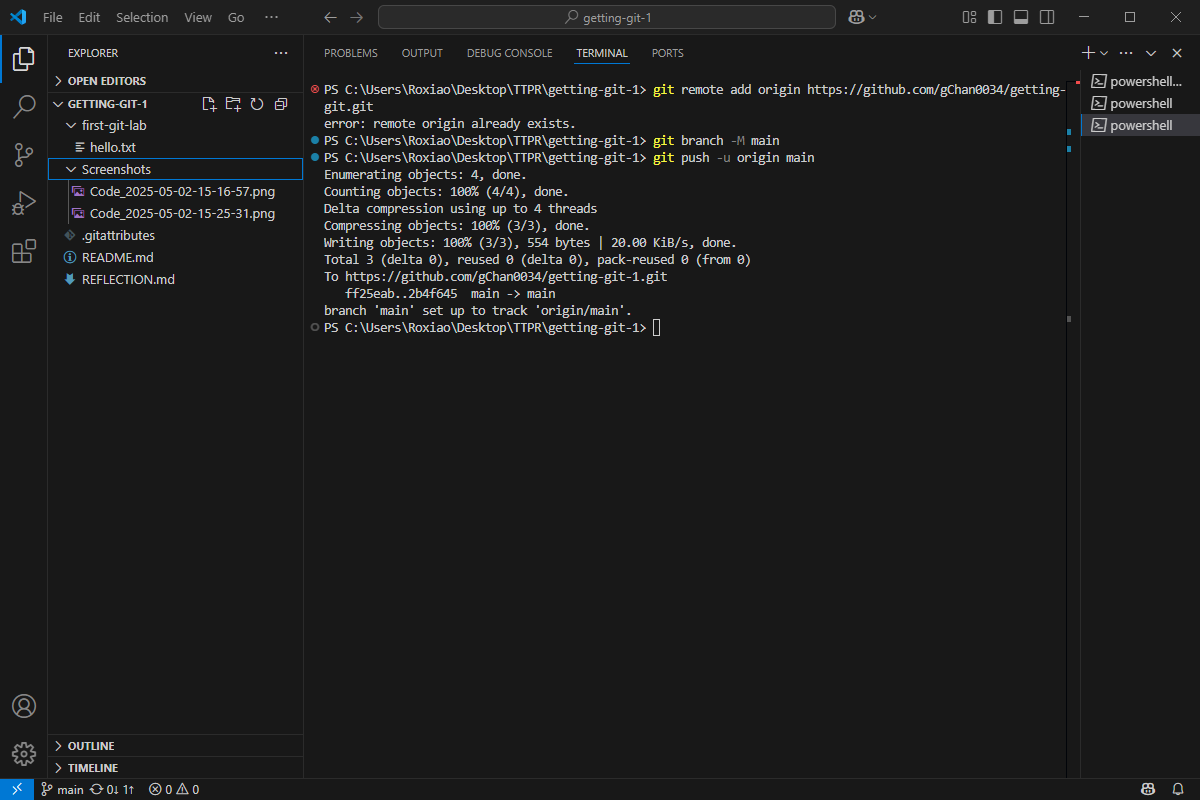 File Edit Selection View Go ···
getting-git-1
EXPLORER
OPEN EDITORS
GETTING-GIT-1
first-git-lab
hello.txt
Screenshots
Code_2025-05-02-15-16-57.png
Code_2025-05-02-15-25-31.png
.gitattributes
README.md
REFLECTION.md
OUTLINE
TIMELINE
PROBLEMS OUTPUT DEBUG CONSOLE TERMINAL PORTS
PS C:\Users\Roxiao\Desktop\TTPR\getting-git-1> git remote add origin https://github.com/gChan0034/getting-
git.git
error: remote origin already exists.
PS C:\Users\Roxiao\Desktop\TTPR\getting-git-1> git branch -M main
PS C:\Users\Roxiao\Desktop\TTPR\getting-git-1> git push -u origin main
Enumerating objects: 4, done.
Counting objects: 100% (4/4), done.
Delta compression using up to 4 threads
Compressing objects: 100% (3/3), done.
Writing objects: 100% (3/3), 554 bytes | 20.00 KiB/s, done.
Total 3 (delta 0), reused 0 (delta 0), pack-reused 0 (from 0)
To https://github.com/gChan0034/getting-git-1.git
   ff25eab..2b4f645  main -> main
branch 'main' set up to track 'origin/main'.
PS C:\Users\Roxiao\Desktop\TTPR\getting-git-1>
powershell...
powershell
powershell
main 0↓ 1↑ 0 0